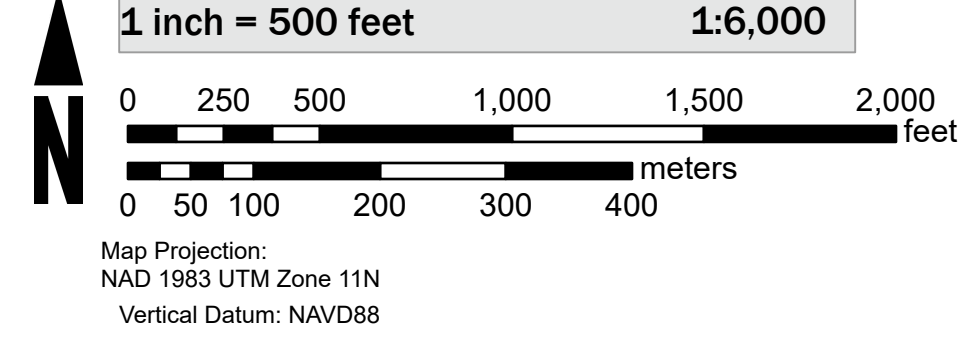 1 inch = 500 feet 1:6,000
0 250 500 1,000 1,500 2,000
feet
meters
0 50 100 200 300 400
N
Map Projection:
NAD 1983 UTM Zone 11N
Vertical Datum: NAVD88